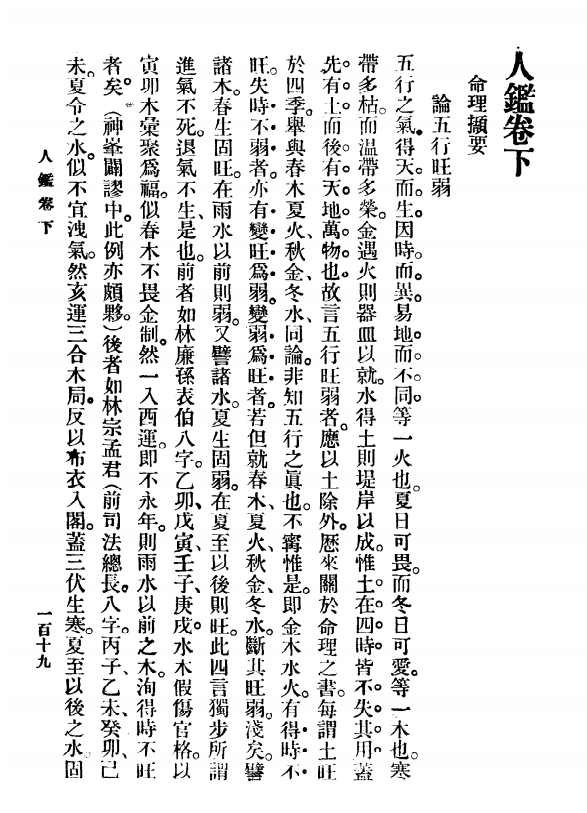 人鑑卷下
命理擷要
論五行旺弱
五行之氣。得天而生。因時。而異。易地。而不同。等一火也。夏日可畏。而冬日可愛。等一木也。寒
帶多枯。而溫帶多榮。金遇火則器皿以就。水得土則堤岸以成。惟土在四時。皆不失其用。蓋
先有土。而後有天地萬物也。故言五行旺弱者。應以土除外。歷來關於命理之書。每謂土旺
於四季。舉與春木、夏火、秋金、冬水、同論。非知五行之眞也。不寗惟是。即金木水火。有得時不
旺。失時不弱者。亦有變旺爲弱。變弱爲旺者。若但就春木、夏火、秋金、冬水。斷其旺弱。淺矣。譬
諸木。春生固旺。在雨水以前則弱。又譬諸水。夏生固弱。在夏至以後則旺。此四言獨步所謂
進氣不死。退氣不生、是也。前者如林廉孫表伯八字。乙卯、戊寅、壬子、庚戌。水木假傷官格。以
寅卯木彙聚爲福。似春木不畏金制。然一入酉運。即不永年。則雨水以前之木。洵得時不旺
者矣。（神峯闢謬中。此例亦頗夥。）後者如林宗孟君（前司法總長。八字。丙子、乙未、癸卯、己
未。夏令之水。似不宜洩氣。然亥運三合木局。反以布衣入閣。蓋三伏生寒。夏至以後之水。固
人鑑卷下
一百十九